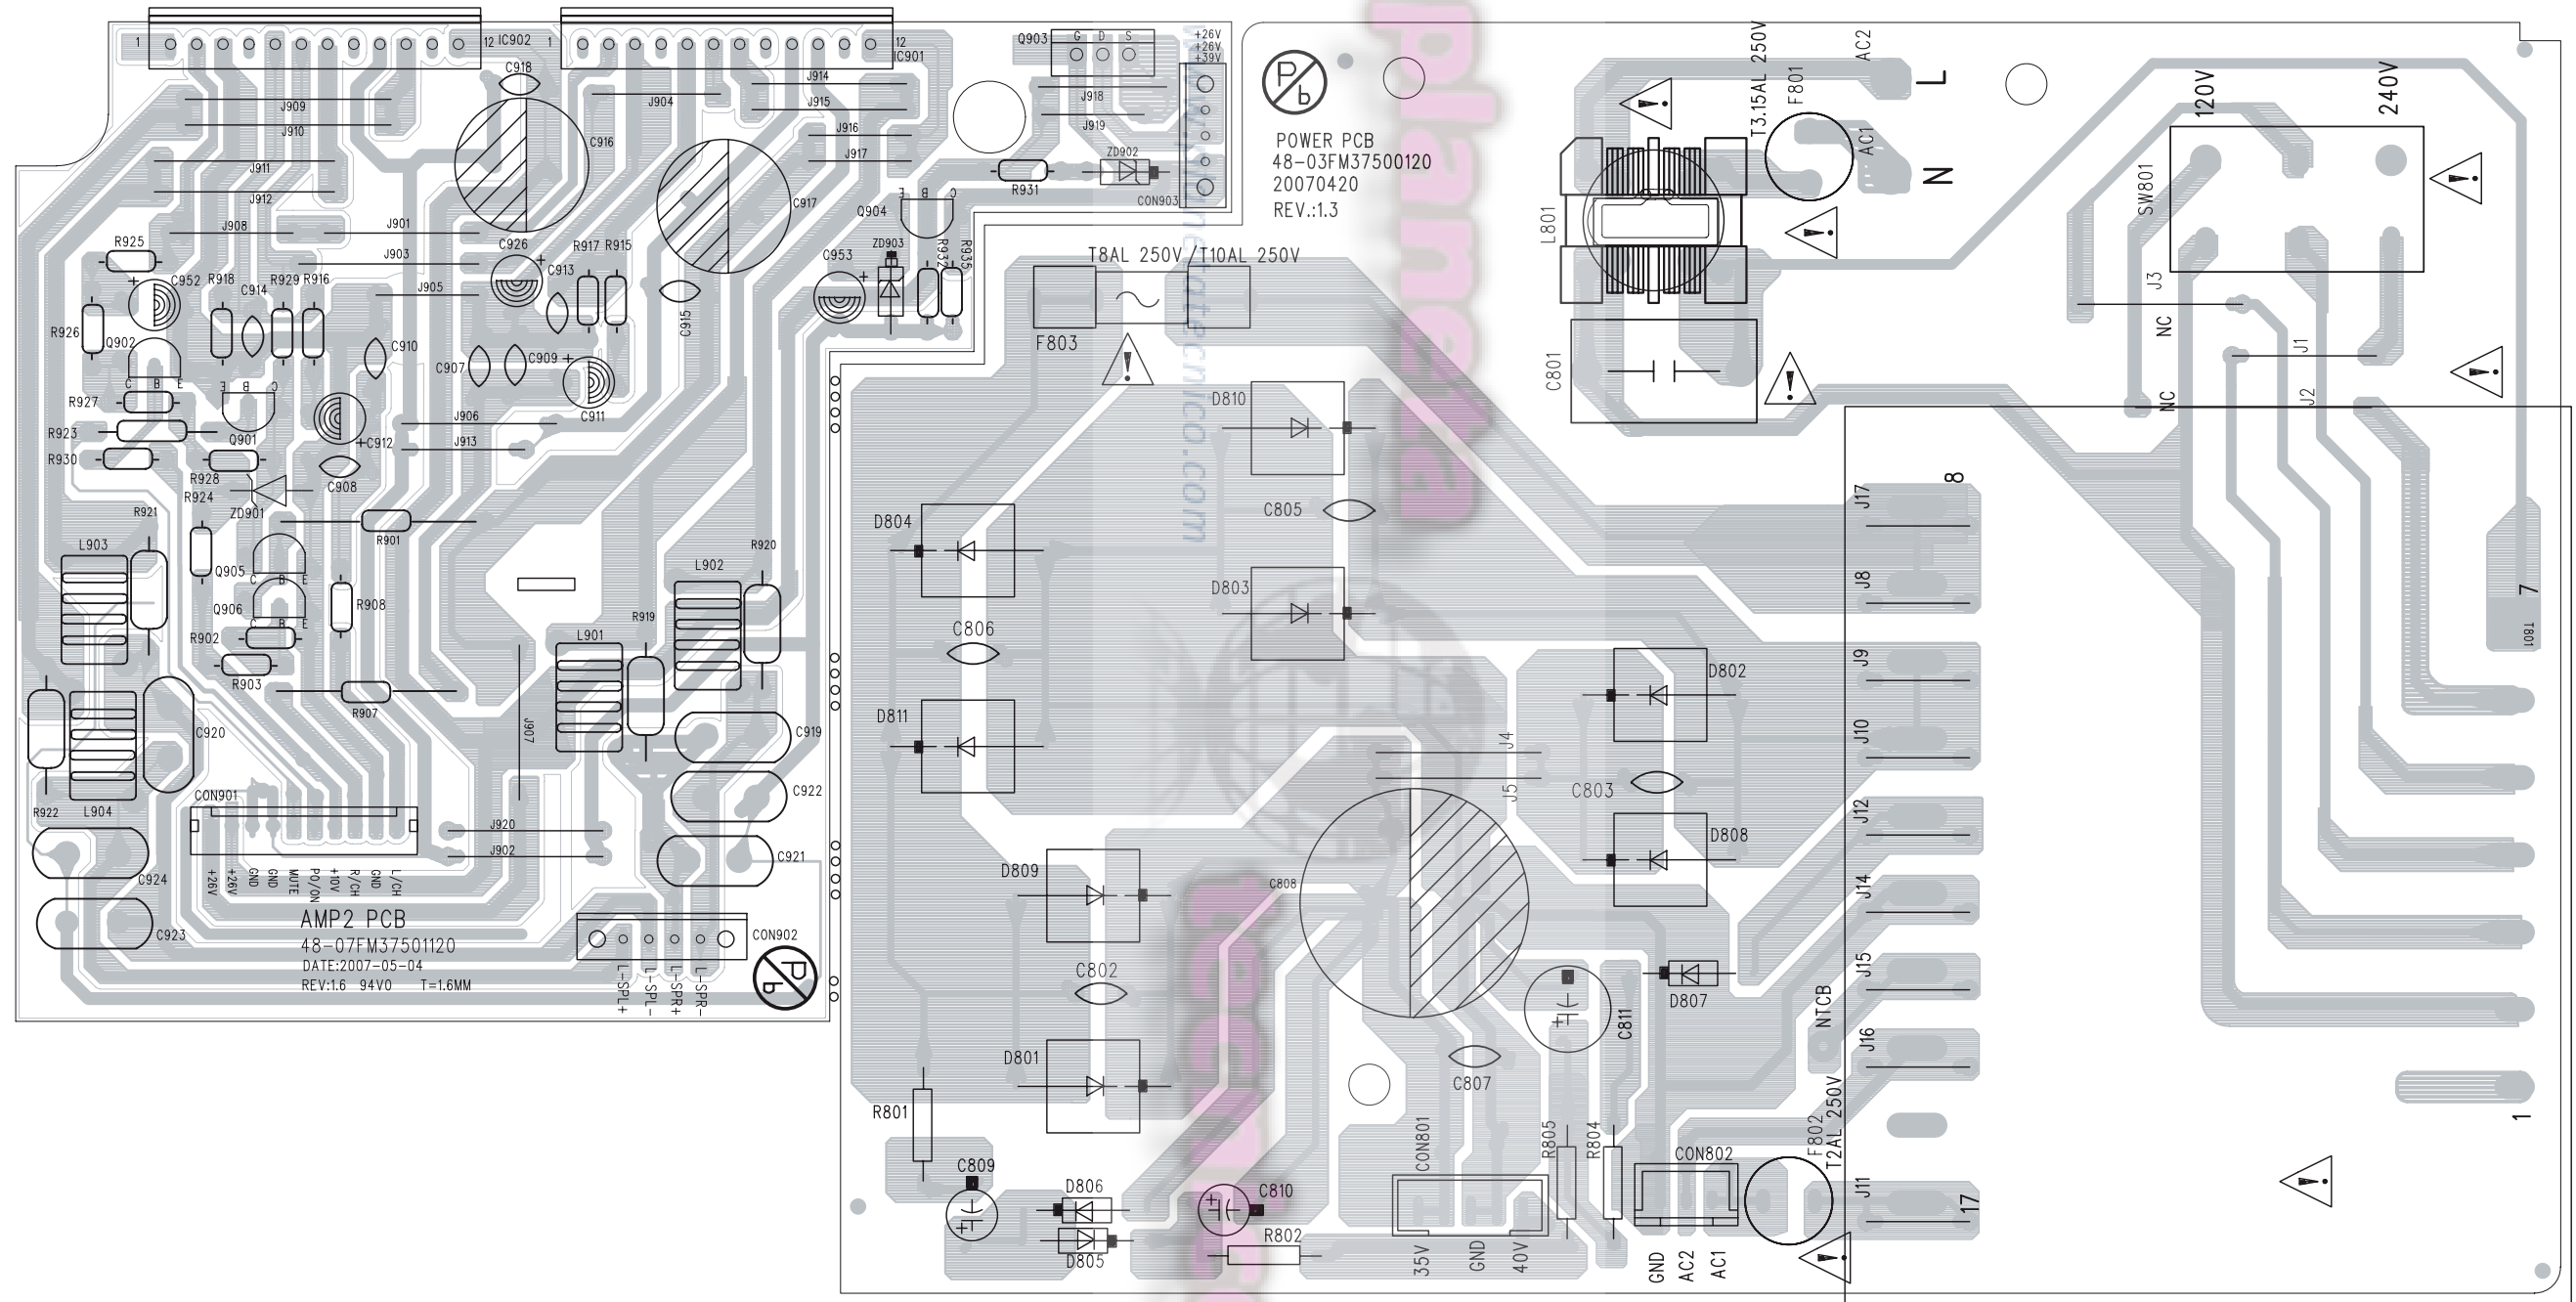 1
12
IC902
1
12
IC901
C918
J909
J910
J911
J912
J908
J901
J903
J905
J904
J914
J915
J916
J917
C916
C917
Q903
G D S
J918
J919
+26V
+26V
+39V
ZD902
R931
CON903
Q904
E B C
C953
ZD903
R932
R935
R925
C952
R926
Q902
C B E
R918
C914
R929
R916
C926
C913
R917
R915
C915
C910
C907
C909
C911
R927
R923
R930
E B C
Q901
C912
J906
J913
R928
R924
C908
ZD901
R921
L903
R901
Q905
C B E
Q906
C B E
R908
R902
R903
R907
J907
L901
R919
L902
R920
C919
C922
C921
C920
R922
L904
CON901
J920
J902
C924
C923
+26V
+26V
GND
GND
MUTE
PO/ON
+10V
R/CH
GND
L/CH
AMP2 PCB
48-07FM37501120
DATE:2007-05-04
REV:1.6 94V0 T=1.6MM
CON902
L-SPL+
L-SPL-
L-SPR+
L-SPR-
Pb
Pb
POWER PCB
48-03FM37500120
20070420
REV.:1.3
T8AL 250V/T10AL 250V
F803
T3.15AL 250V
F801
AC2
L
AC1
N
L801
C801
120V
240V
SW801
J3
NC
J1
NC
J2
D810
C805
D804
D803
C806
D811
D802
D808
C803
J4
J5
C808
D809
C802
D801
R801
C809
D806
D805
C810
R802
C807
C811
D807
CON801
35V
GND
40V
R805
R804
CON802
GND
AC2
AC1
F802
T2AL 250V
NTCB
8
J17
J8
J9
J10
J12
J14
J15
J16
J11
17
7
T801
1
planeta
tecnico
www.planetatecnico.com